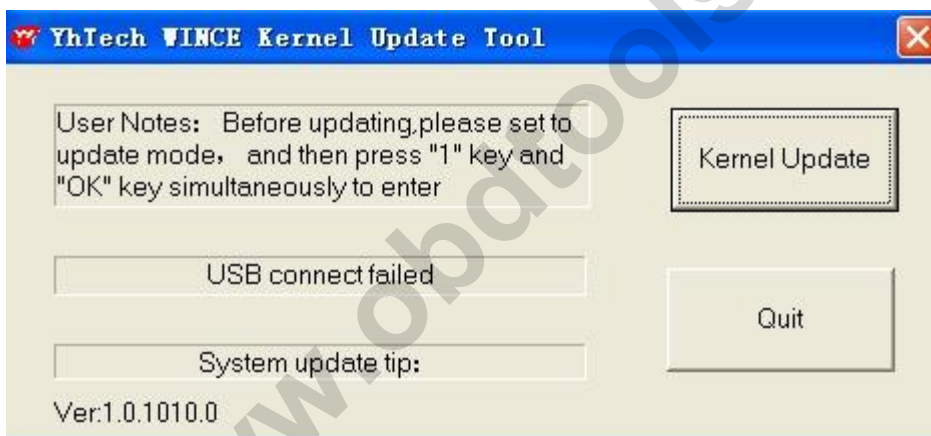 YhTech WINCE Kernel Update Tool
User Notes: Before updating,please set to
update mode， and then press "1" key and
"OK" key simultaneously to enter
Kernel Update
USB connect failed
Quit
System update tip:
Ver:1.0.1010.0
www.obdtools